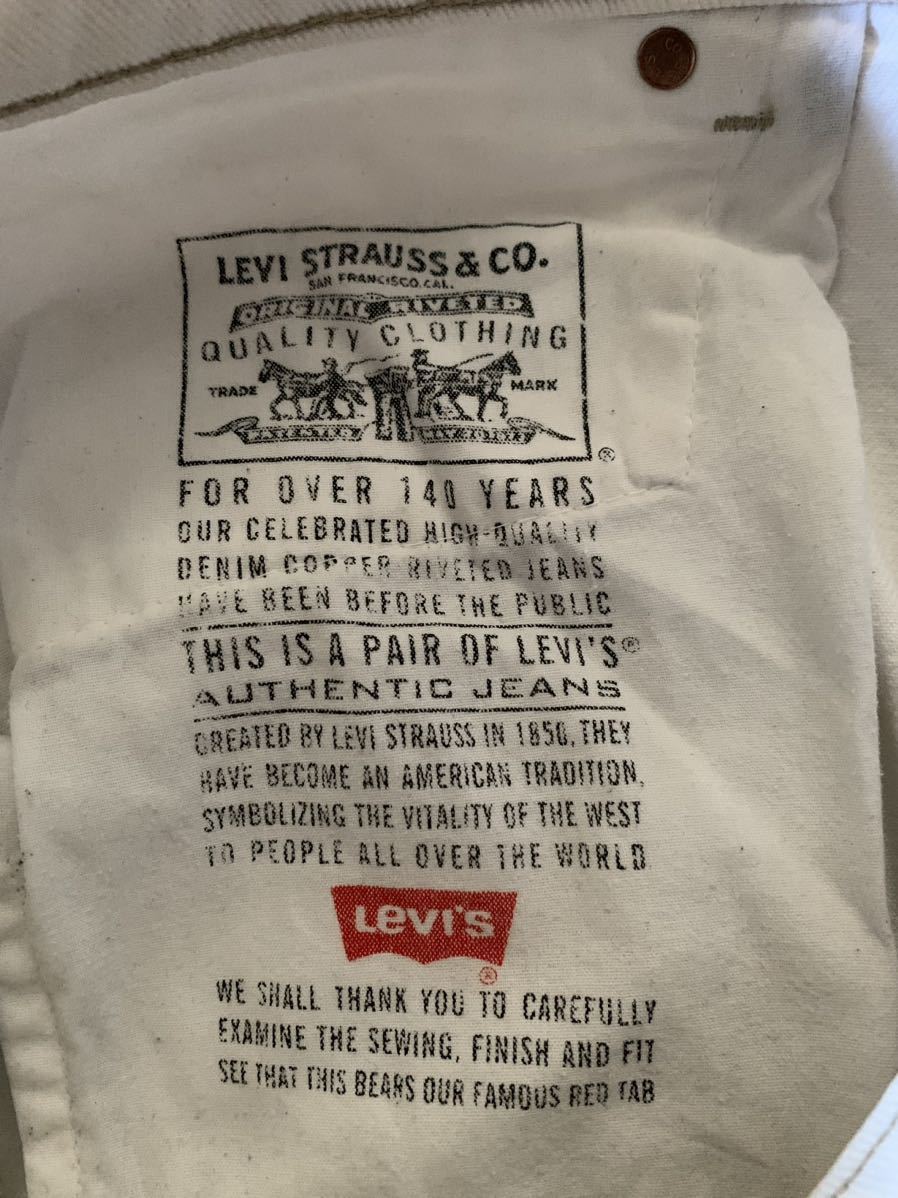 LEVI STRAUSS & CO.
SAN FRANCISCO, CAL.
ORIGINAL RIVETED
QUALITY CLOTHING
TRADE MARK
®
FOR OVER 140 YEARS
OUR CELEBRATED HIGH-QUALITY
DENIM COPPER RIVETED JEANS
HAVE BEEN BEFORE THE PUBLIC
THIS IS A PAIR OF LEVI'S®
AUTHENTIC JEANS
CREATED BY LEVI STRAUSS IN 1850, THEY
HAVE BECOME AN AMERICAN TRADITION,
SYMBOLIZING THE VITALITY OF THE WEST
TO PEOPLE ALL OVER THE WORLD
Levi's
®
WE SHALL THANK YOU TO CAREFULLY
EXAMINE THE SEWING, FINISH AND FIT
SEE THAT THIS BEARS OUR FAMOUS RED TAB